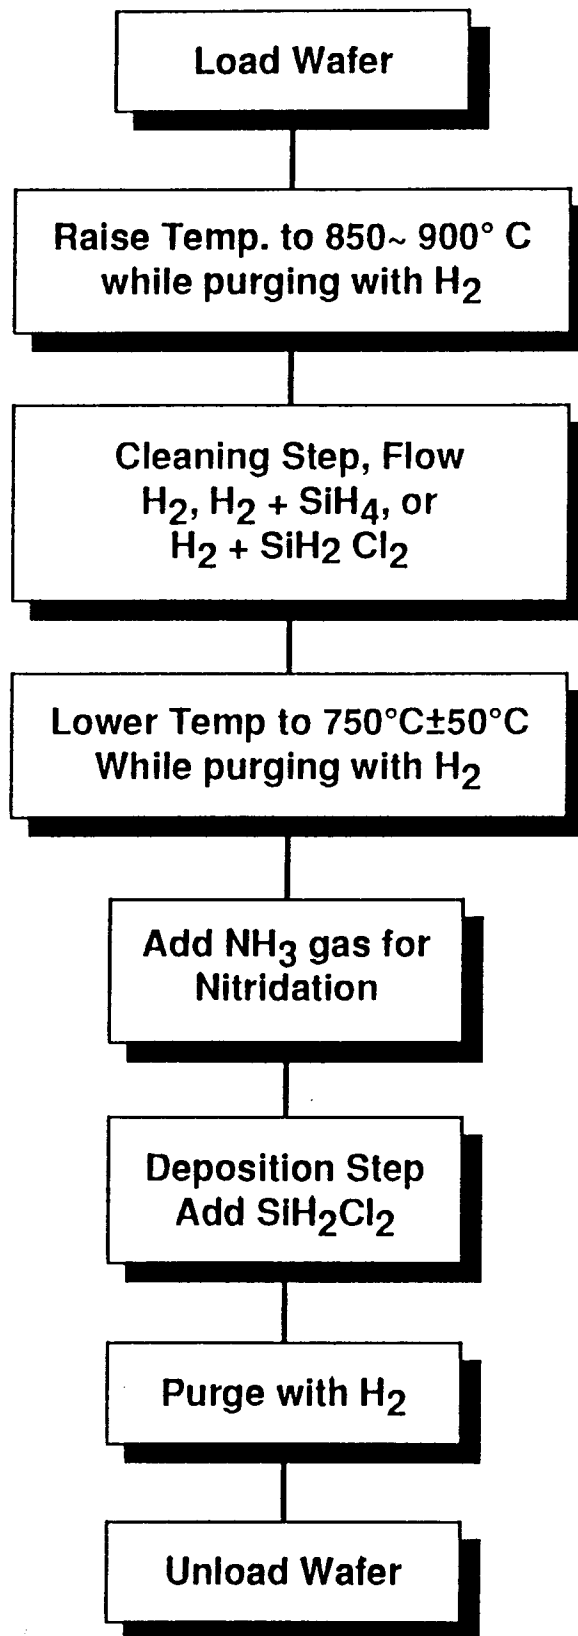 Load Wafer
Raise Temp. to 850~ 900° C
while purging with H₂
Cleaning Step, Flow
H₂, H₂ + SiH₄, or
H₂ + SiH2 Cl₂
Lower Temp to 750°C±50°C
While purging with H₂
Add NH₃ gas for
Nitridation
Deposition Step
Add SiH₂Cl₂
Purge with H₂
Unload Wafer